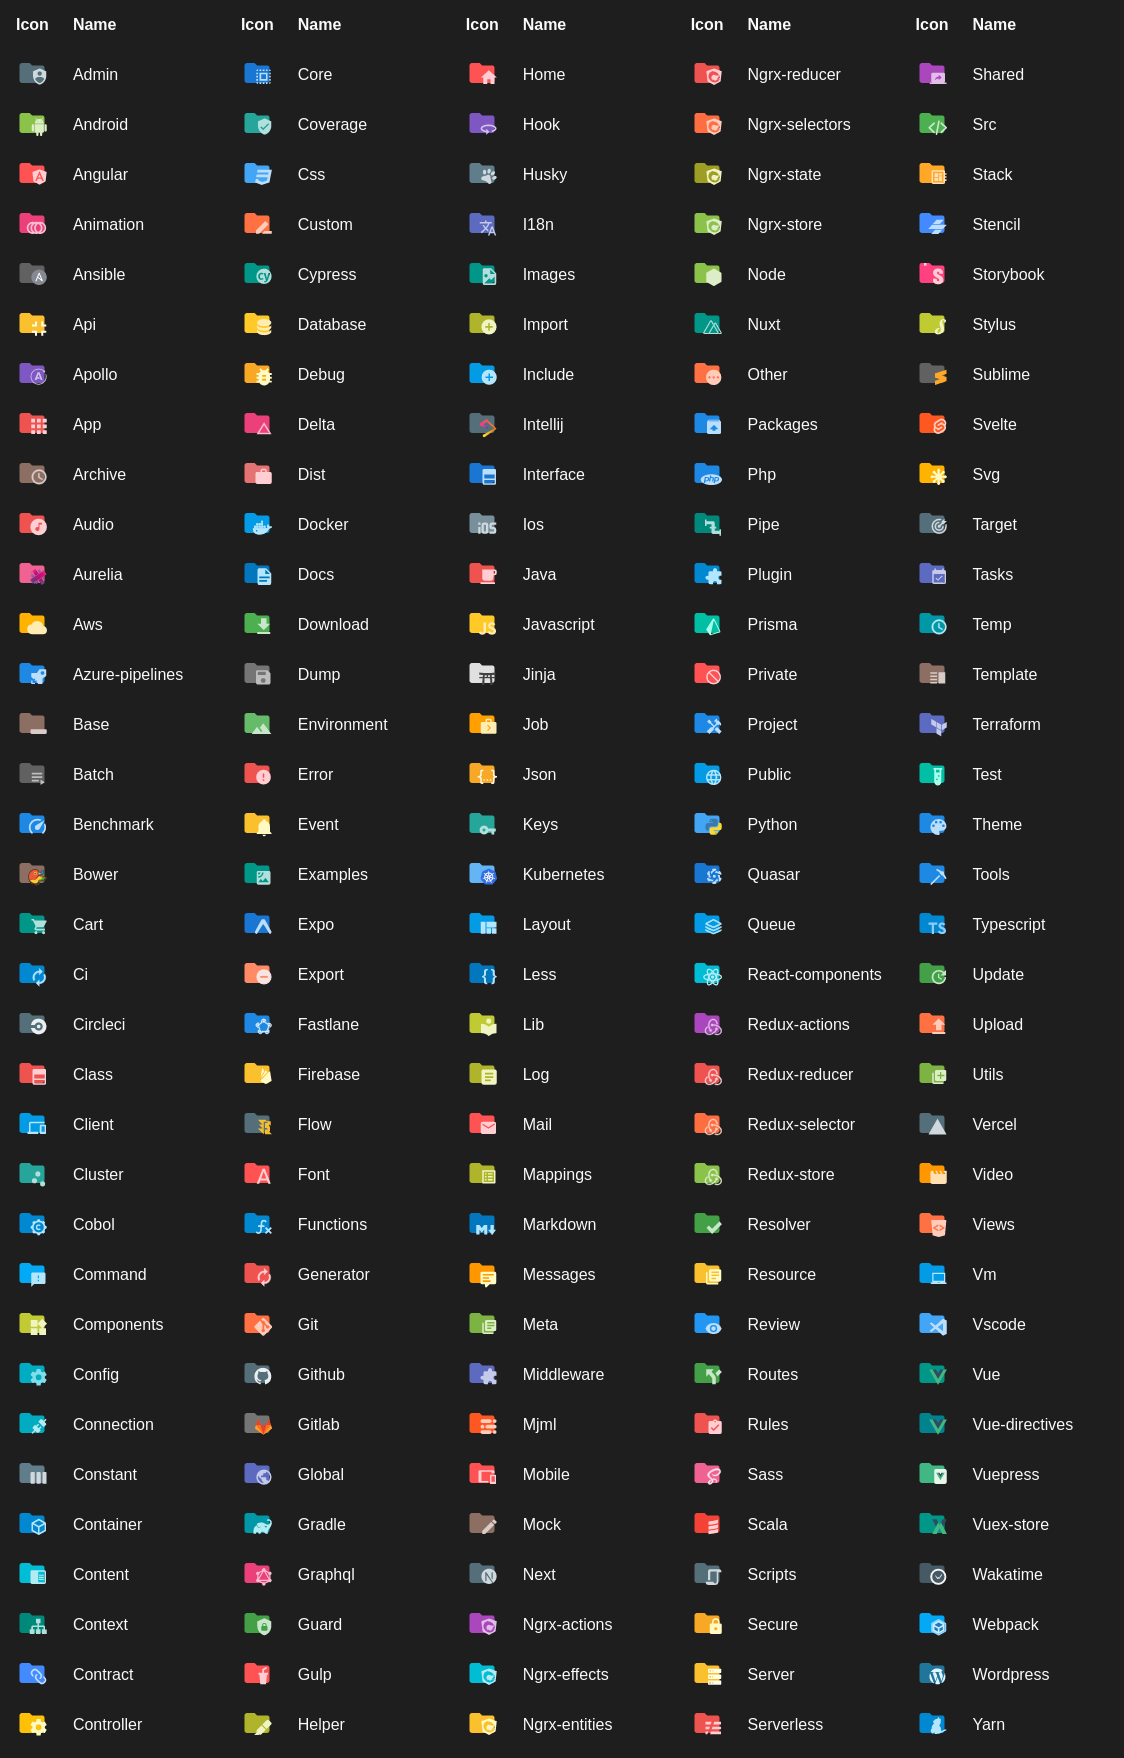 Icon Name Icon Name Icon Name Icon Name Icon Name
Admin Core Home Ngrx-reducer Shared
Android Coverage Hook Ngrx-selectors Src
Angular Css Husky Ngrx-state Stack
Animation Custom I18n Ngrx-store Stencil
Ansible Cypress Images Node Storybook
Api Database Import Nuxt Stylus
Apollo Debug Include Other Sublime
App Delta Intellij Packages Svelte
Archive Dist Interface Php Svg
Audio Docker Ios Pipe Target
Aurelia Docs Java Plugin Tasks
Aws Download Javascript Prisma Temp
Azure-pipelines Dump Jinja Private Template
Base Environment Job Project Terraform
Batch Error Json Public Test
Benchmark Event Keys Python Theme
Bower Examples Kubernetes Quasar Tools
Cart Expo Layout Queue Typescript
Ci Export Less React-components Update
Circleci Fastlane Lib Redux-actions Upload
Class Firebase Log Redux-reducer Utils
Client Flow Mail Redux-selector Vercel
Cluster Font Mappings Redux-store Video
Cobol Functions Markdown Resolver Views
Command Generator Messages Resource Vm
Components Git Meta Review Vscode
Config Github Middleware Routes Vue
Connection Gitlab Mjml Rules Vue-directives
Constant Global Mobile Sass Vuepress
Container Gradle Mock Scala Vuex-store
Content Graphql Next Scripts Wakatime
Context Guard Ngrx-actions Secure Webpack
Contract Gulp Ngrx-effects Server Wordpress
Controller Helper Ngrx-entities Serverless Yarn